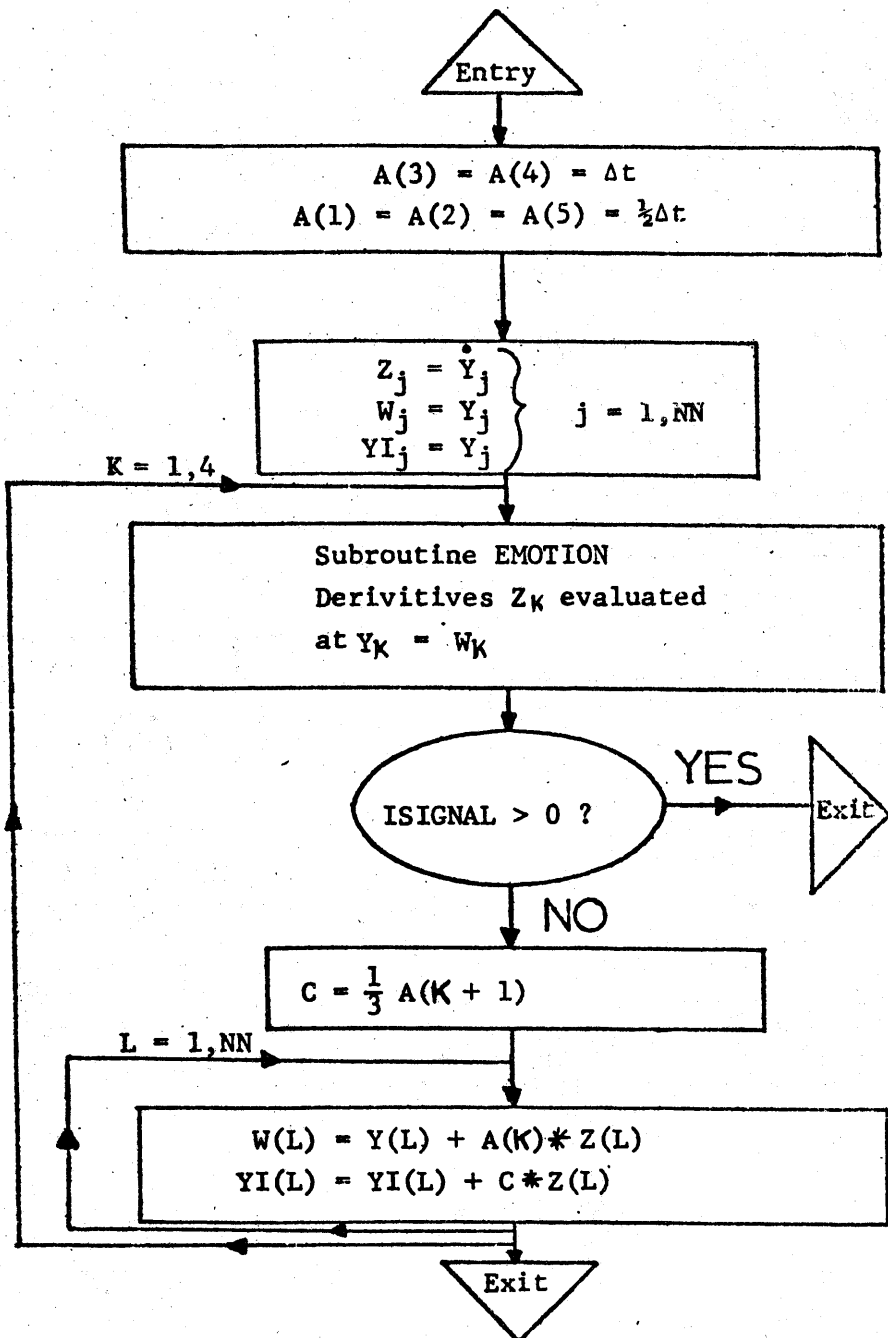 Entry
A(3) = A(4) = Δt
A(1) = A(2) = A(5) = ½Δt
Z_j = Ẏ_j
W_j = Y_j
YI_j = Y_j
j = 1,NN
K = 1,4
Subroutine EMOTION
Derivitives Z_K evaluated
at Y_K = W_K
ISIGNAL > 0 ?
YES
Exit
NO
C = 1/3 A(K + 1)
L = 1,NN
W(L) = Y(L) + A(K)* Z(L)
YI(L) = YI(L) + C*Z(L)
Exit